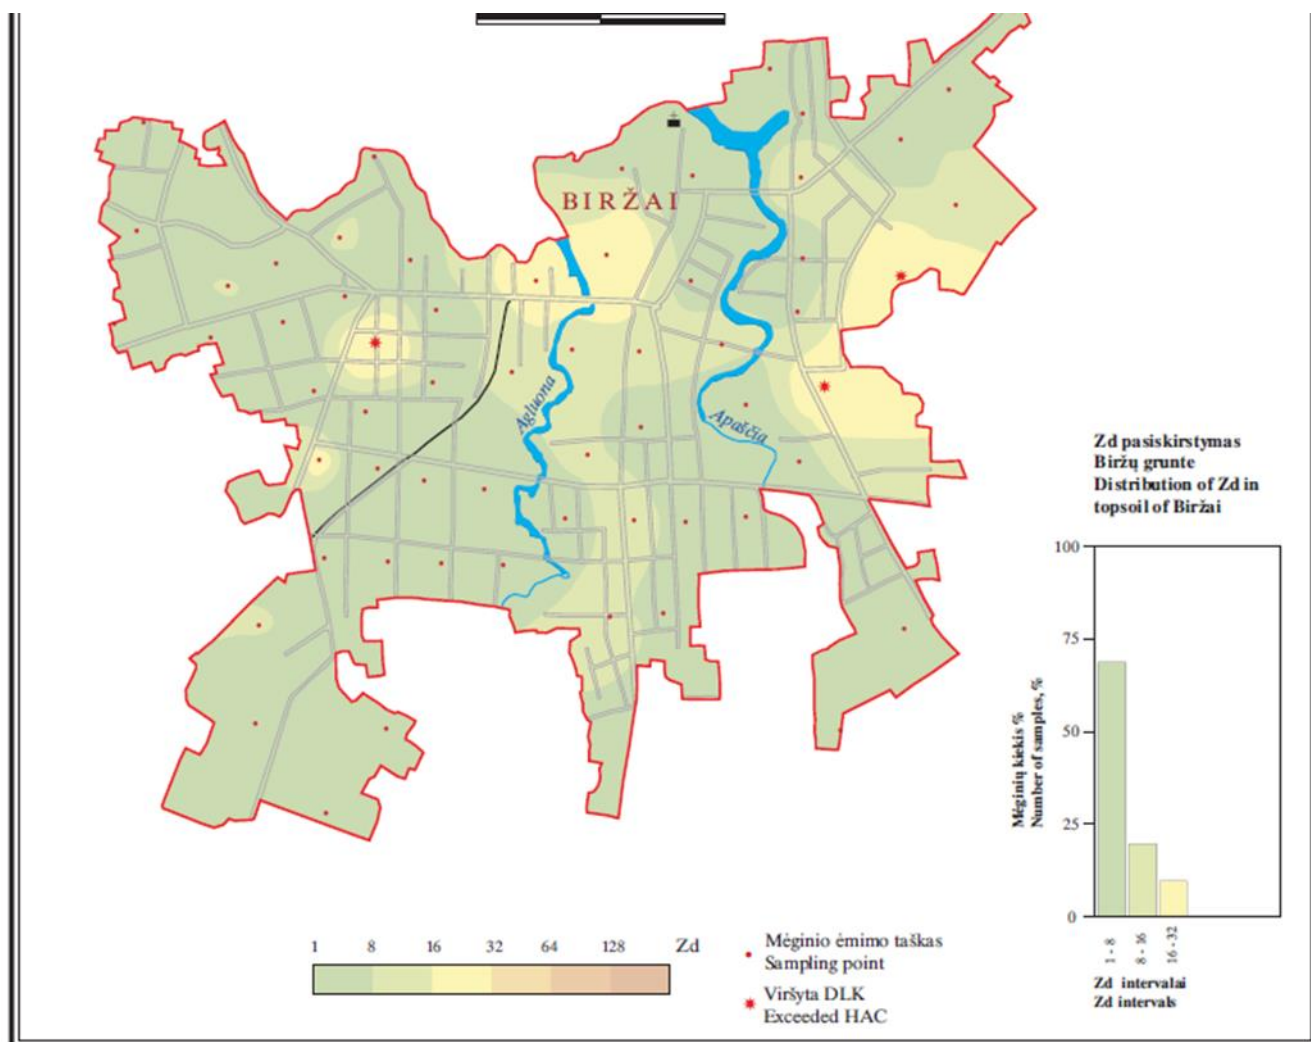 BIRŽAI
Agluona
Apaščia
Zd pasiskirstymas
Biržų grunte
Distribution of Zd in
topsoil of Biržai
100
75
50
25
0
Mėginių kiekis %
Number of samples, %
1 - 8
8 - 16
16 - 32
Zd intervalai
Zd intervals
1 8 16 32 64 128 Zd
Mėginio ėmimo taškas
Sampling point
Viršyta DLK
Exceeded HAC